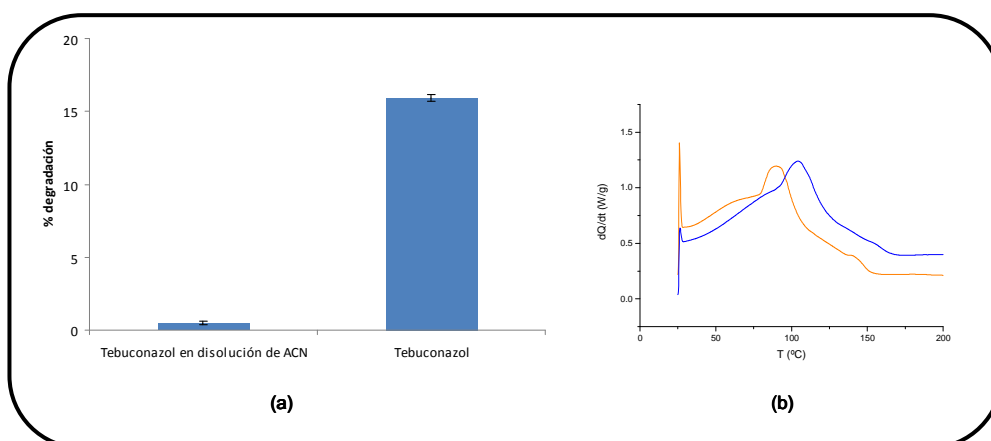 20
15
10
5
0
% degradación
Tebuconazol en disolución de ACN
Tebuconazol
(a)
1.5
1.0
0.5
0.0
dQ/dt (W/g)
0
50
100
150
200
T (ºC)
(b)